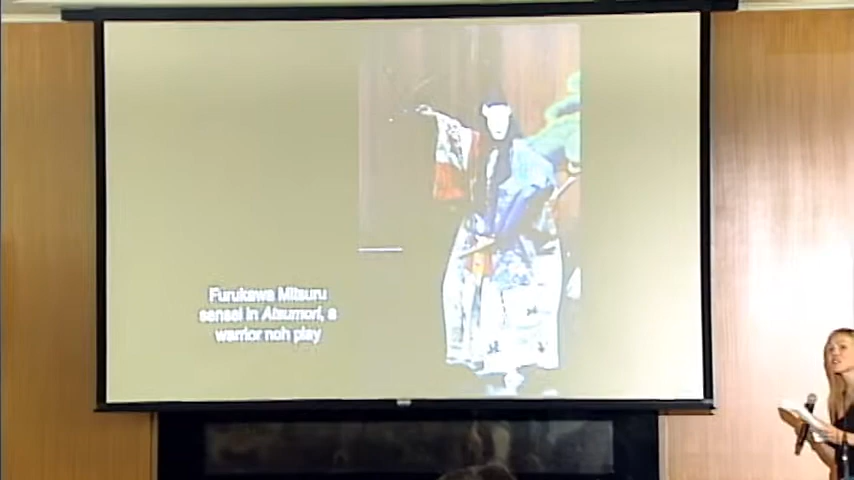 Furukawa Mitsuru
sensei in Atsumori, a
warrior noh play